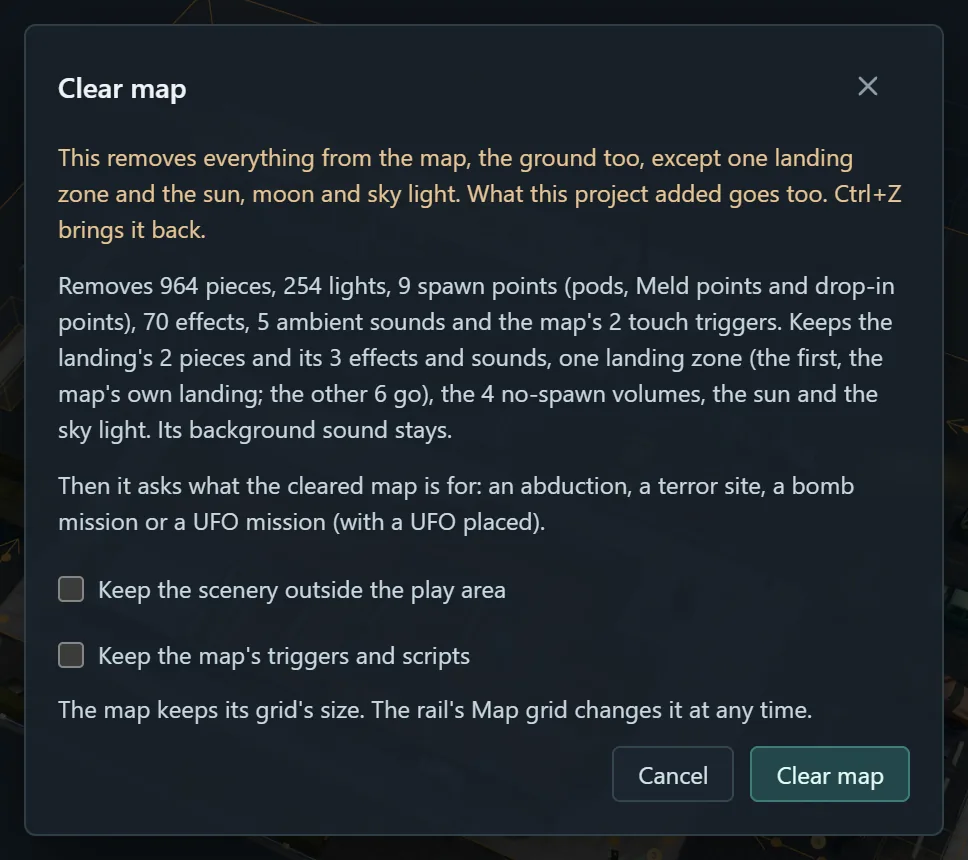 Clear map
This removes everything from the map, the ground too, except one landing
zone and the sun, moon and sky light. What this project added goes too. Ctrl+Z
brings it back.
Removes 964 pieces, 254 lights, 9 spawn points (pods, Meld points and drop-in
points), 70 effects, 5 ambient sounds and the map's 2 touch triggers. Keeps the
landing's 2 pieces and its 3 effects and sounds, one landing zone (the first, the
map's own landing; the other 6 go), the 4 no-spawn volumes, the sun and the
sky light. Its background sound stays.
Then it asks what the cleared map is for: an abduction, a terror site, a bomb
mission or a UFO mission (with a UFO placed).
Keep the scenery outside the play area
Keep the map's triggers and scripts
The map keeps its grid's size. The rail's Map grid changes it at any time.
Cancel
Clear map